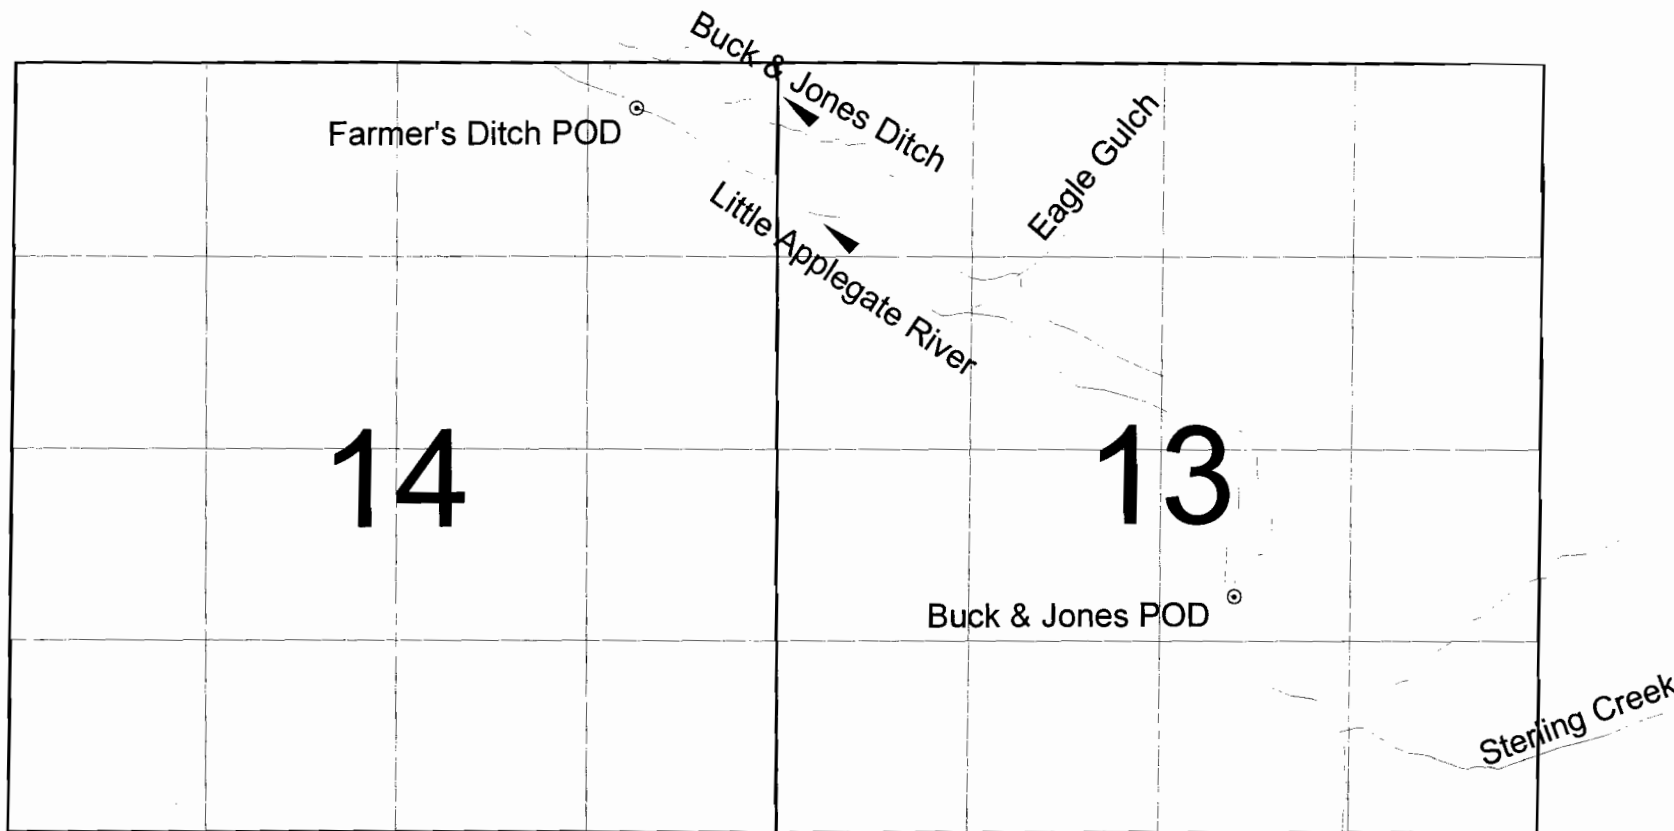 Buck & Jones Ditch
Farmer's Ditch POD
Eagle Gulch
Little Applegate River
14
13
Buck & Jones POD
Sterling Creek